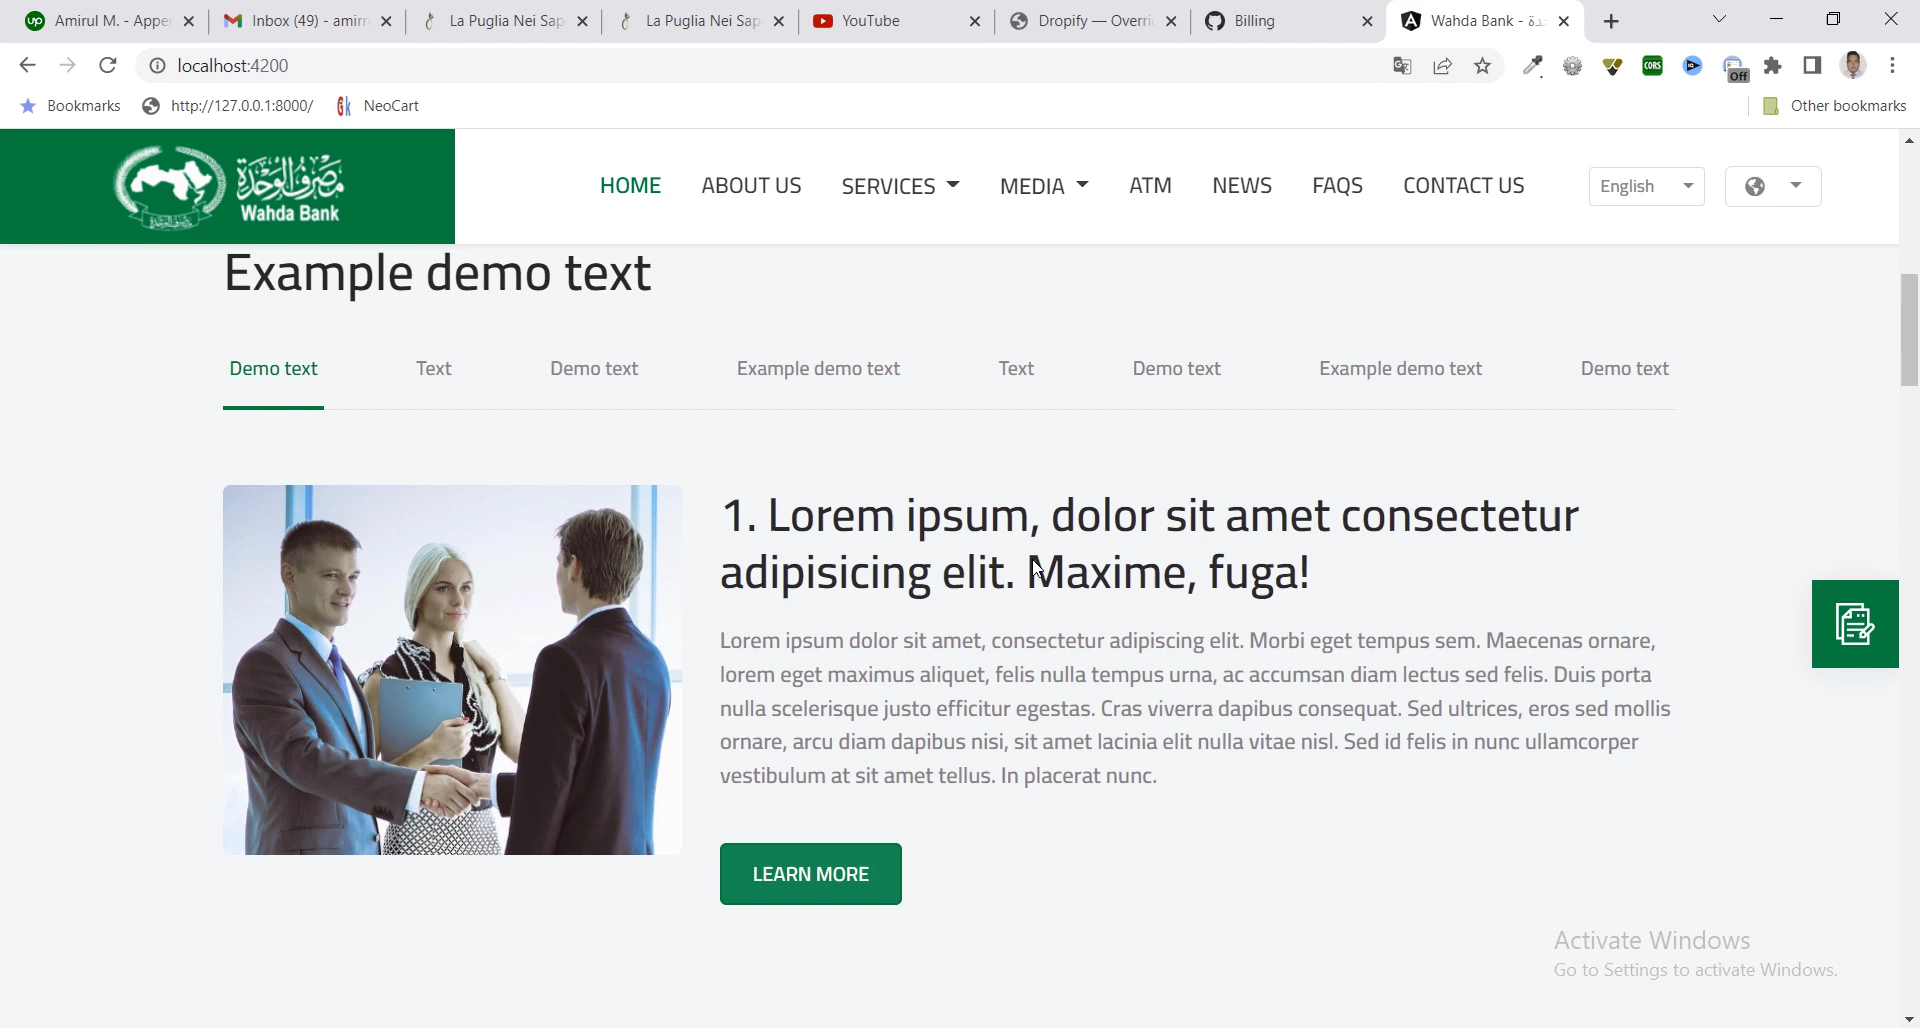 Amirul M. - Appe
Inbox (49) - amirr
La Puglia Nei Sap
La Puglia Nei Sap
YouTube
Dropify — Overri
Billing
Wahda Bank -
localhost:4200
Off
CORS
Bookmarks
http://127.0.0.1:8000/
NeoCart
Other bookmarks
مصرف الوحدة
Wahda Bank
HOME
ABOUT US
SERVICES
MEDIA
ATM
NEWS
FAQS
CONTACT US
English
Example demo text
Demo text
Text
Demo text
Example demo text
Text
Demo text
Example demo text
Demo text
1. Lorem ipsum, dolor sit amet consectetur
adipisicing elit. Maxime, fuga!
Lorem ipsum dolor sit amet, consectetur adipiscing elit. Morbi eget tempus sem. Maecenas ornare,
lorem eget maximus aliquet, felis nulla tempus urna, ac accumsan diam lectus sed felis. Duis porta
nulla scelerisque justo efficitur egestas. Cras viverra dapibus consequat. Sed ultrices, eros sed mollis
ornare, arcu diam dapibus nisi, sit amet lacinia elit nulla vitae nisl. Sed id felis in nunc ullamcorper
vestibulum at sit amet tellus. In placerat nunc.
LEARN MORE
Activate Windows
Go to Settings to activate Windows.